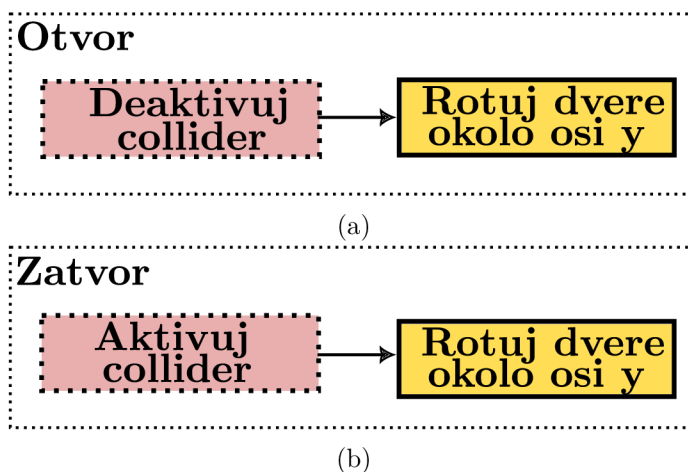 Otvor
Deaktivuj
collider
Rotuj dvere
okolo osi y
(a)
Zatvor
Aktivuj
collider
Rotuj dvere
okolo osi y
(b)